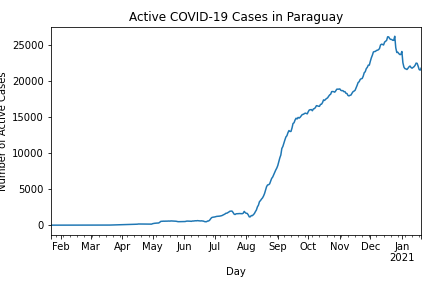 Active COVID-19 Cases in Paraguay
Number of Active Cases
25000
20000
15000
10000
5000
0
Feb Mar Apr May Jun Jul Aug Sep Oct Nov Dec Jan
2021
Day